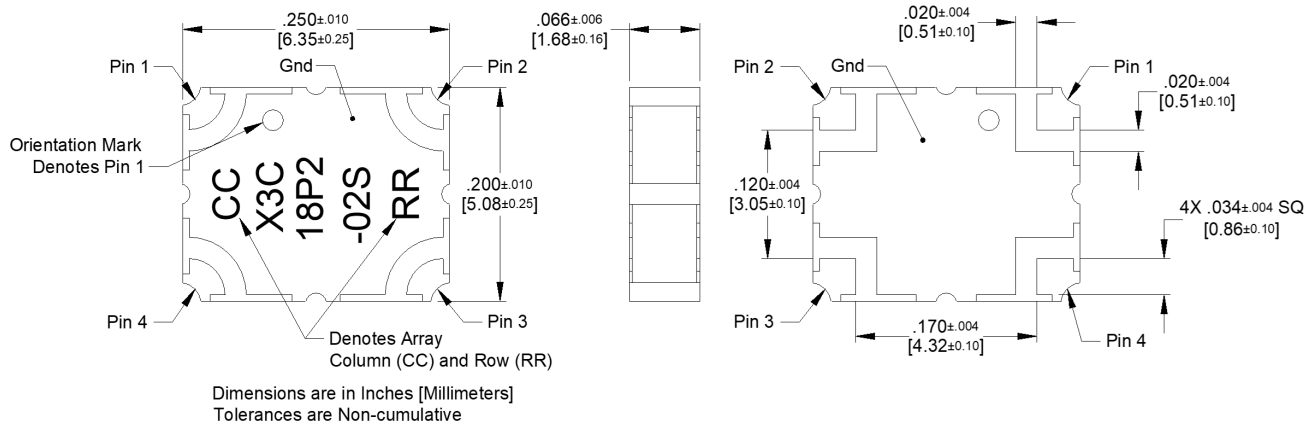 .250±.010
[6.35±0.25]
.066±.006
[1.68±0.16]
.020±.004
[0.51±0.10]
Pin 1
Gnd
Pin 2
Pin 2
Gnd
Pin 1
.020±.004
[0.51±0.10]
Orientation Mark
Denotes Pin 1
CC
X3C
18P2
-02S
RR
.200±.010
[5.08±0.25]
.120±.004
[3.05±0.10]
4X .034±.004 SQ
[0.86±0.10]
Pin 4
Pin 3
Pin 3
Pin 4
.170±.004
[4.32±0.10]
Denotes Array
Column (CC) and Row (RR)
Dimensions are in Inches [Millimeters]
Tolerances are Non-cumulative